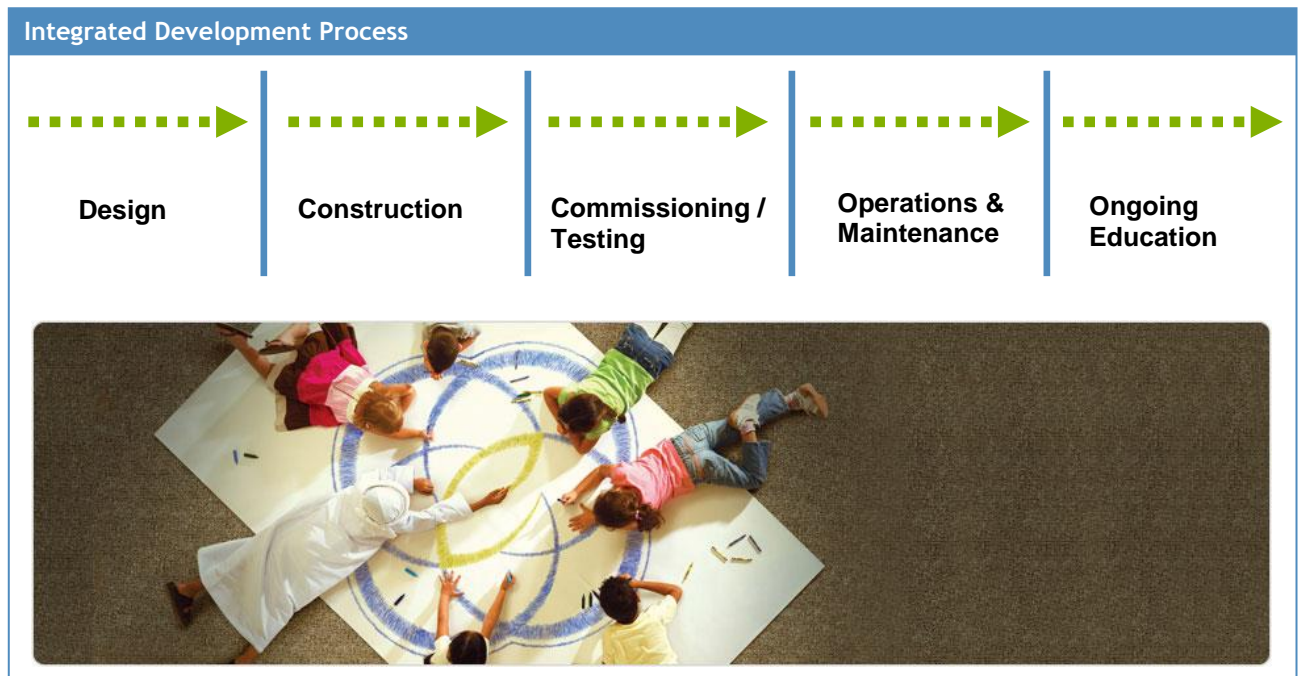 Integrated Development Process
Design
Construction
Commissioning /
Testing
Operations &
Maintenance
Ongoing
Education